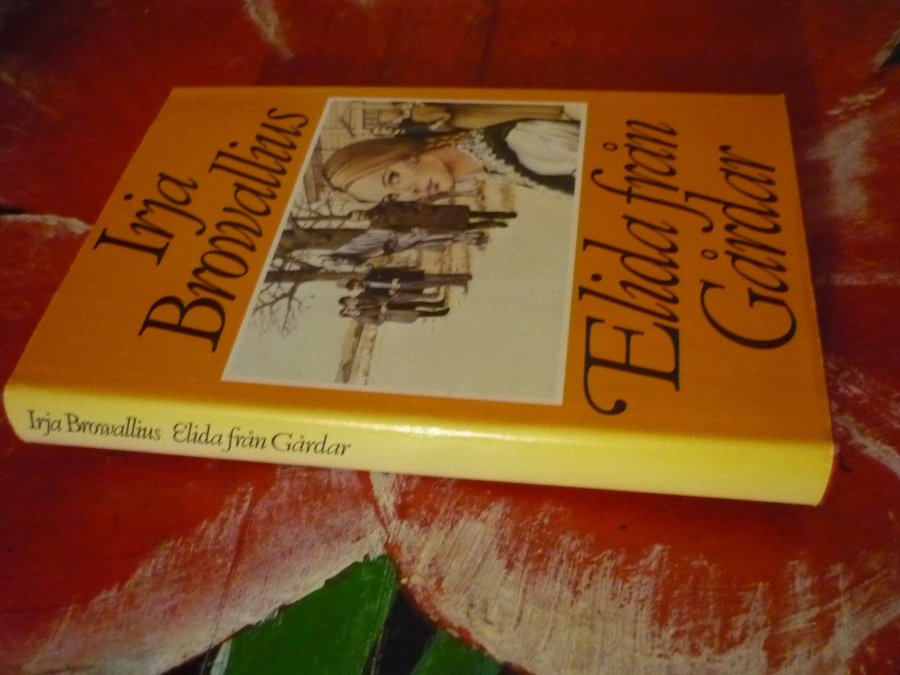 Irja
Browallius
Elida från
Gårdar
Irja Browallius Elida från Gårdar